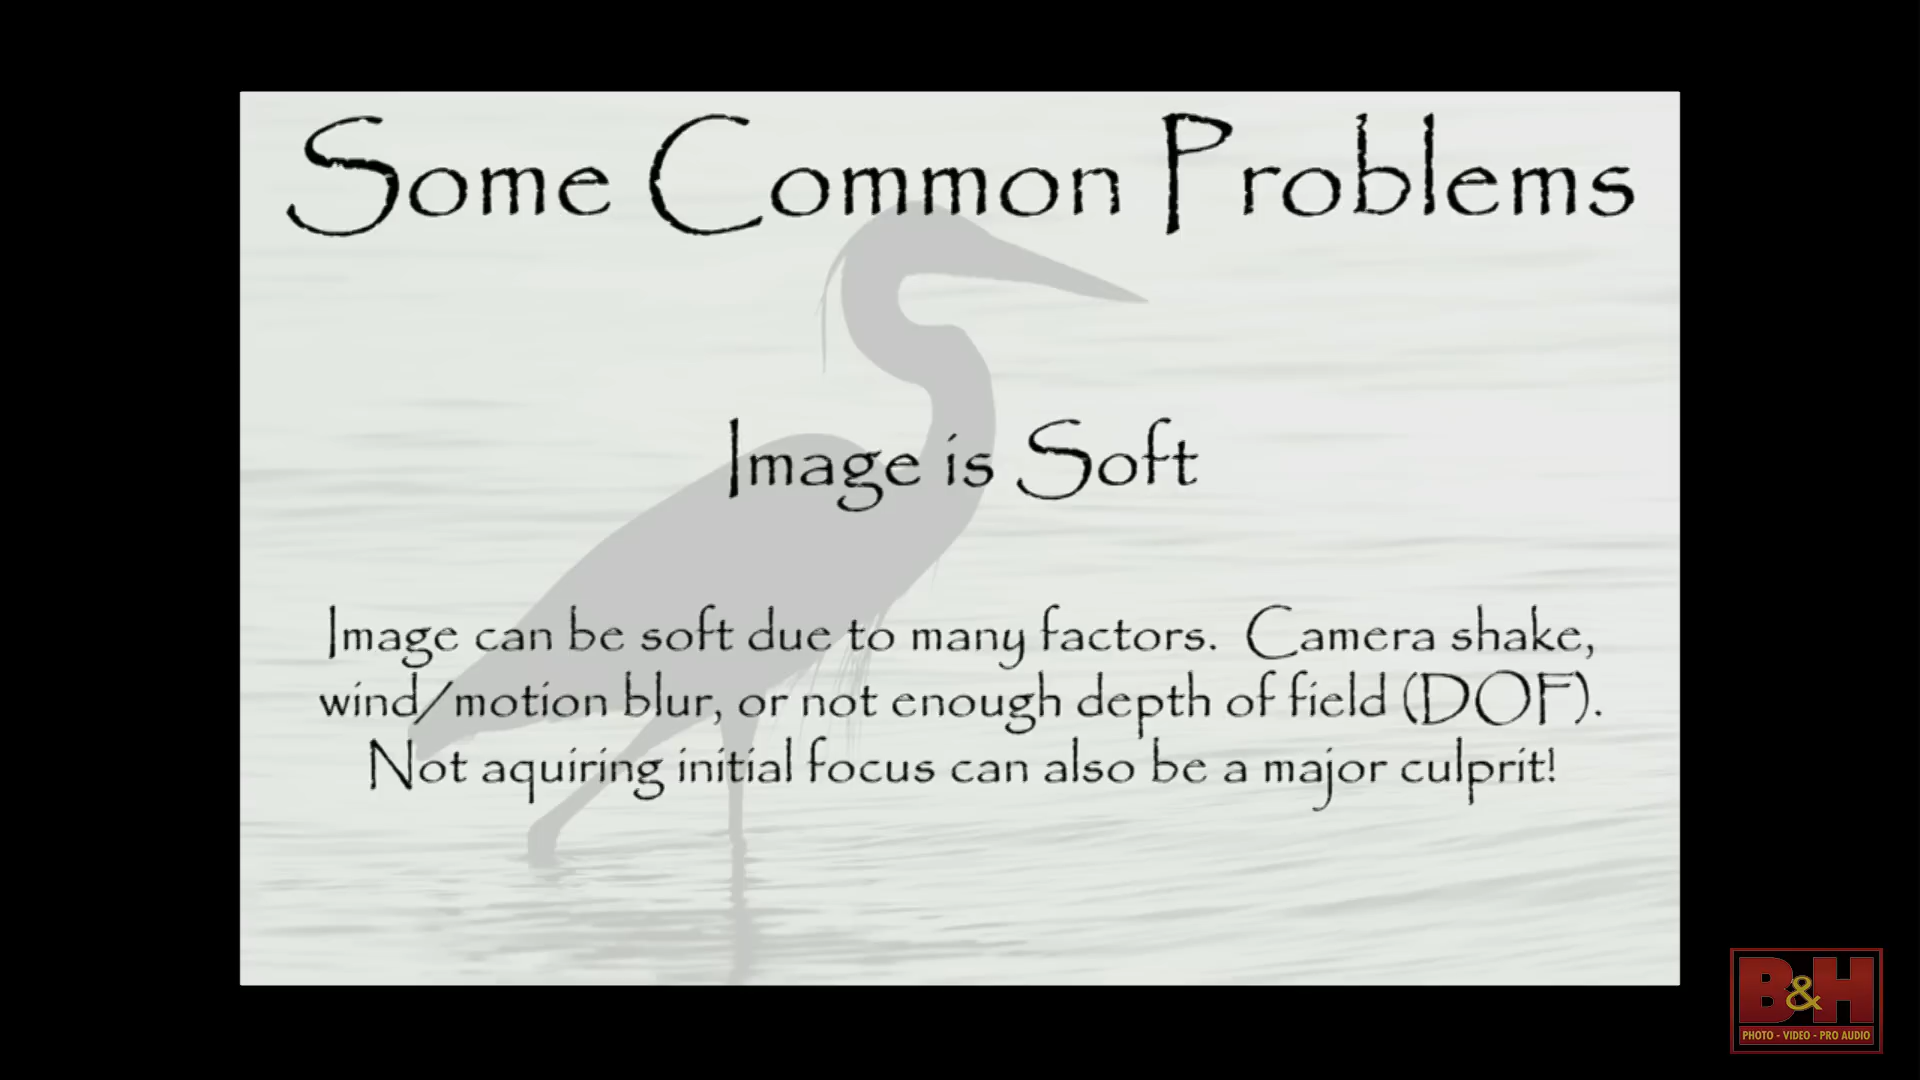 Some Common Problems
Image is Soft
Image can be soft due to many factors.  Camera shake,
wind/motion blur, or not enough depth of field (DOF).
Not aquiring initial focus can also be a major culprit!
B&H
PHOTO - VIDEO - PRO AUDIO